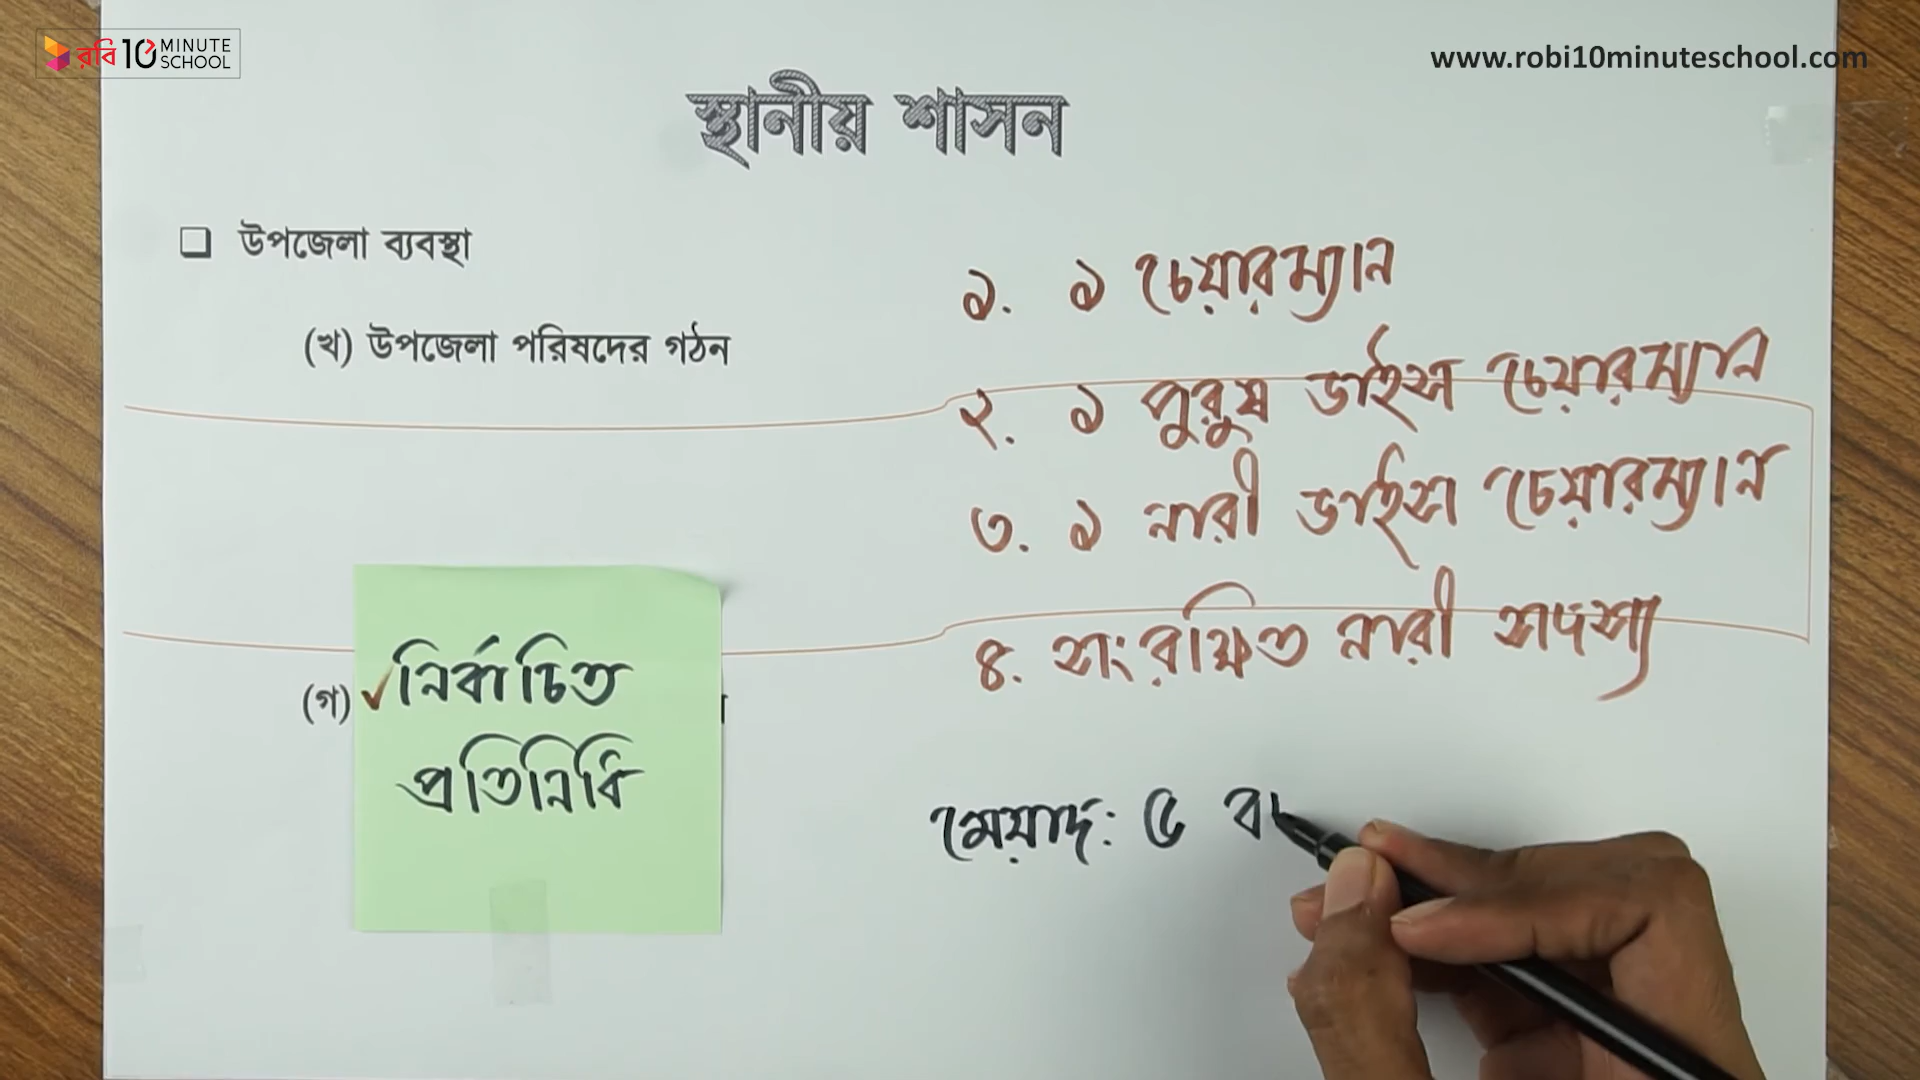 রবি 10 MINUTE SCHOOL
www.robi10minuteschool.com
স্থানীয় শাসন
❑ উপজেলা ব্যবস্থা
(খ) উপজেলা পরিষদের গঠন
১. ১ চেয়ারম্যান
২. ১ পুরুষ ভাইস চেয়ারম্যান
৩. ১ নারী ভাইস চেয়ারম্যান
৪. সংরক্ষিত নারী সদস্য
(গ)
✓নির্বাচিত
প্রতিনিধি
মেয়াদ: ৫